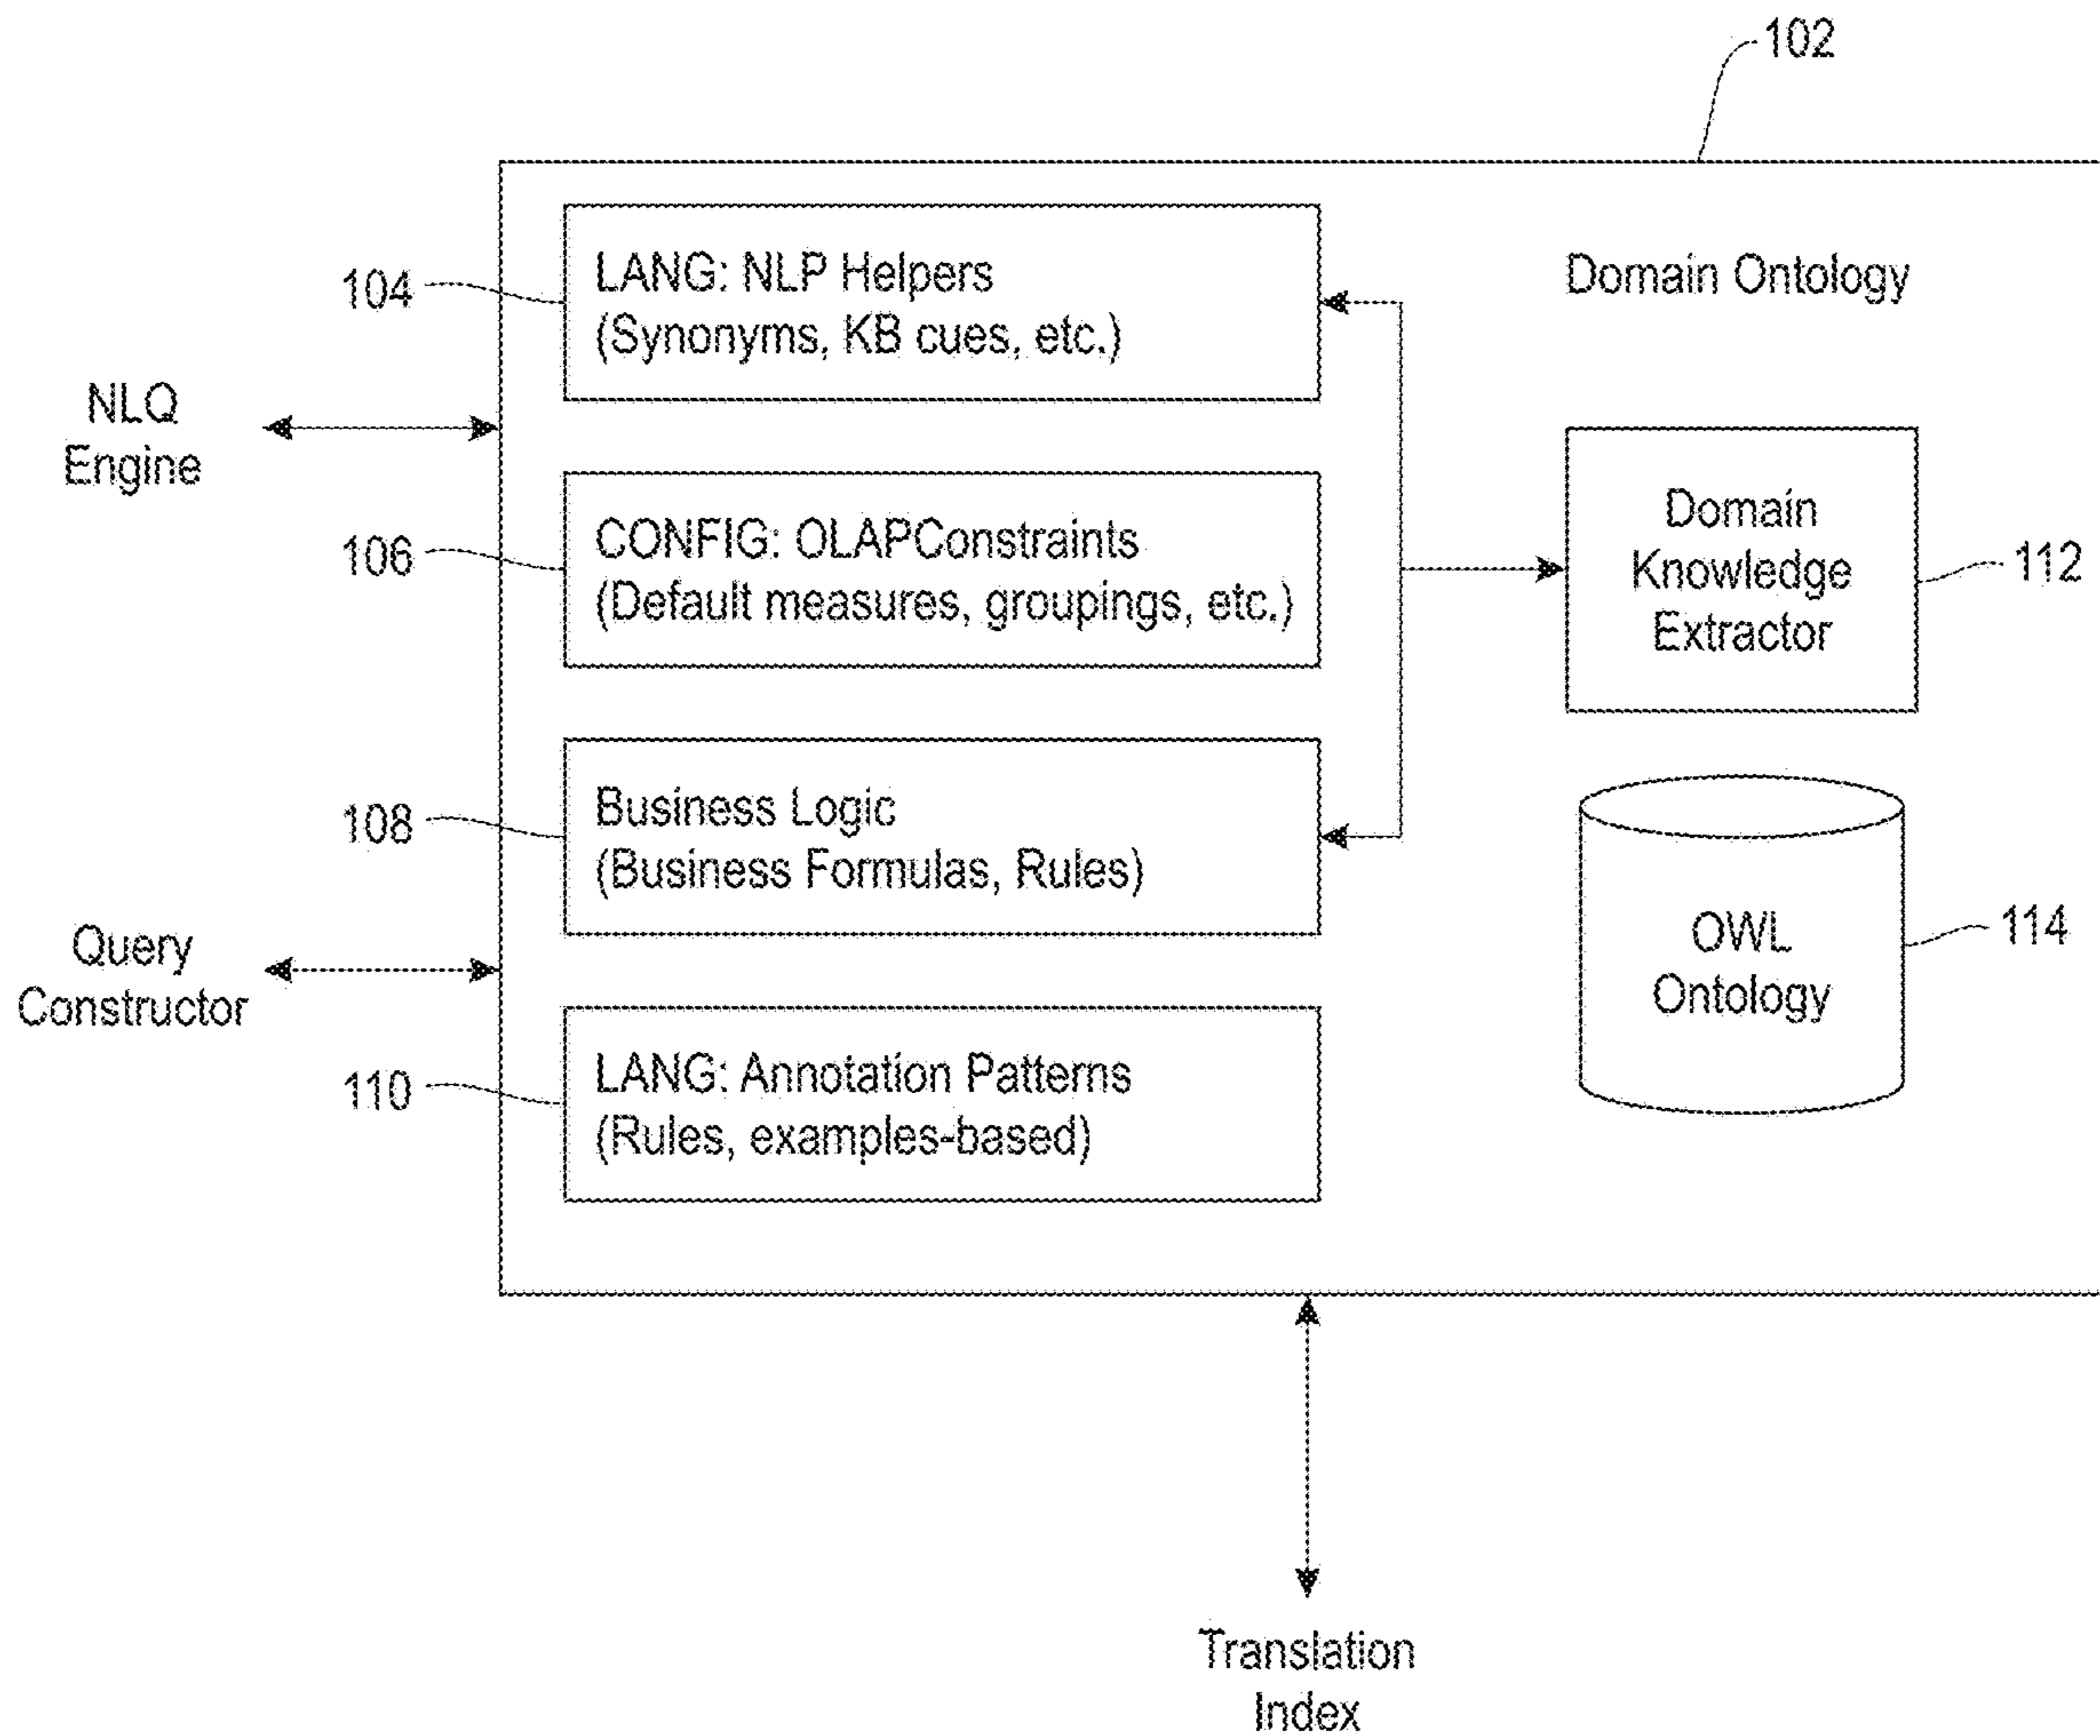 102
Domain Ontology
104
LANG: NLP Helpers
(Synonyms, KB cues, etc.)
NLQ
Engine
106
CONFIG: OLAPConstraints
(Default measures, groupings, etc.)
Domain
Knowledge
Extractor
112
108
Business Logic
(Business Formulas, Rules)
Query
Constructor
OWL
Ontology
114
110
LANG: Annotation Patterns
(Rules, examples-based)
Translation
Index